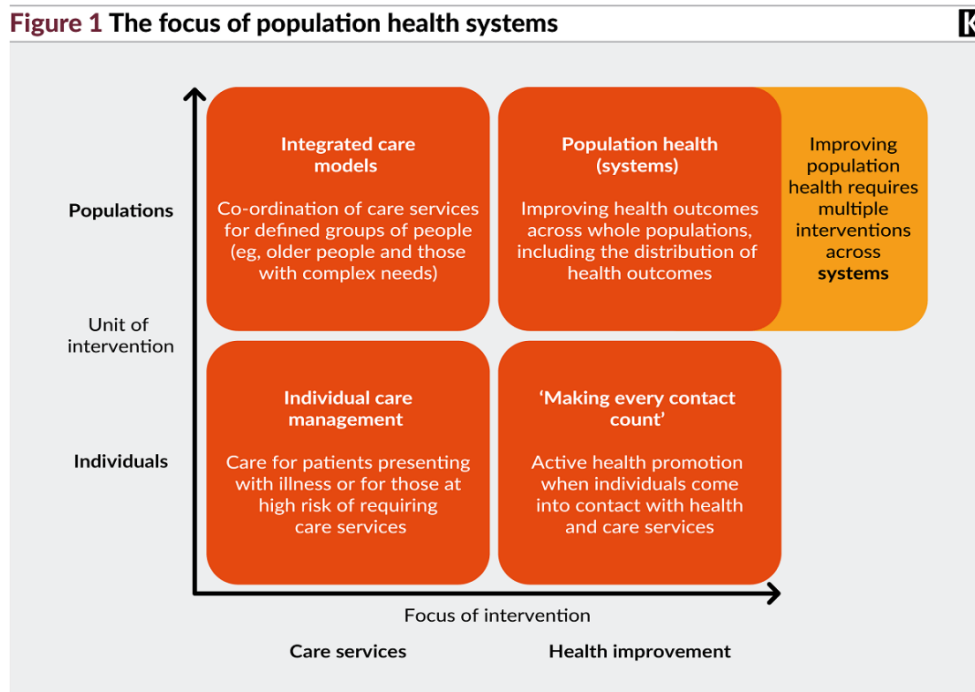 Figure 1 The focus of population health systems
K
Populations
Unit of
intervention
Individuals
Integrated care
models
Co-ordination of care services
for defined groups of people
(eg, older people and those
with complex needs)
Population health
(systems)
Improving health outcomes
across whole populations,
including the distribution of
health outcomes
Improving
population
health requires
multiple
interventions
across
systems
Individual care
management
Care for patients presenting
with illness or for those at
high risk of requiring
care services
‘Making every contact
count’
Active health promotion
when individuals come
into contact with health
and care services
Focus of intervention
Care services
Health improvement